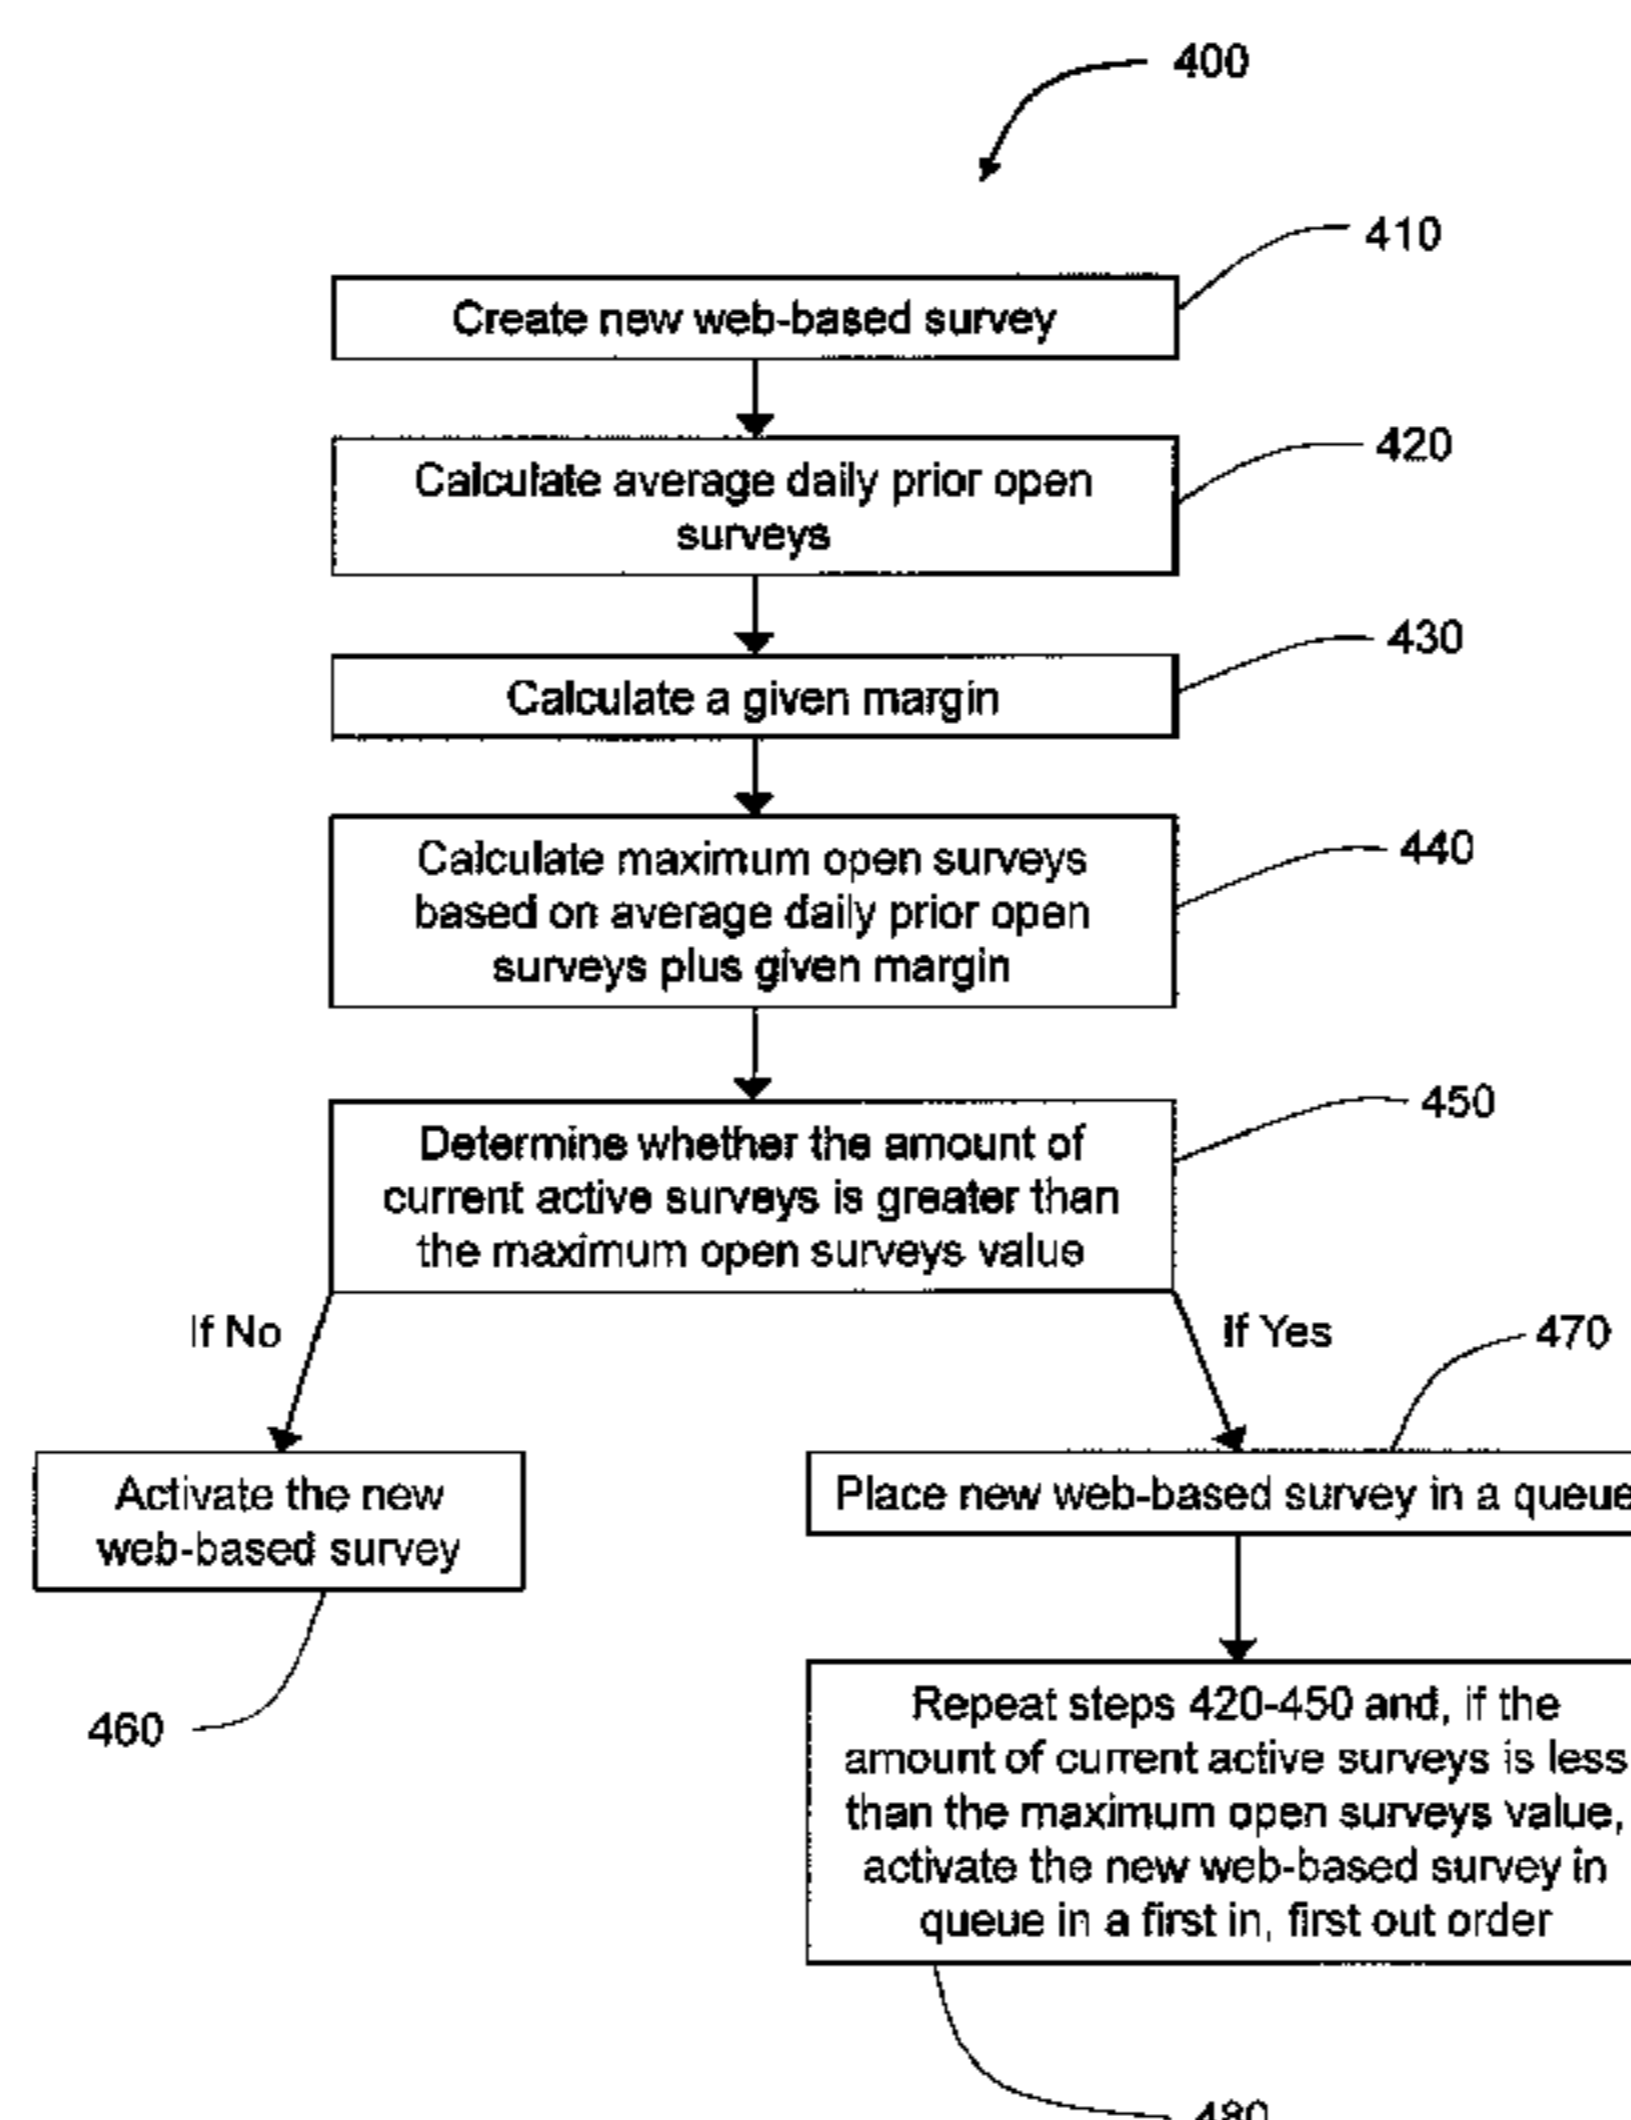 400
410
Create new web-based survey
420
Calculate average daily prior open
surveys
430
Calculate a given margin
440
Calculate maximum open surveys
based on average daily prior open
surveys plus given margin
450
Determine whether the amount of
current active surveys is greater than
the maximum open surveys value
If No
If Yes
470
Activate the new
web-based survey
Place new web-based survey in a queue
460
Repeat steps 420-450 and, if the
amount of current active surveys is less
than the maximum open surveys value,
activate the new web-based survey in
queue in a first in, first out order
480